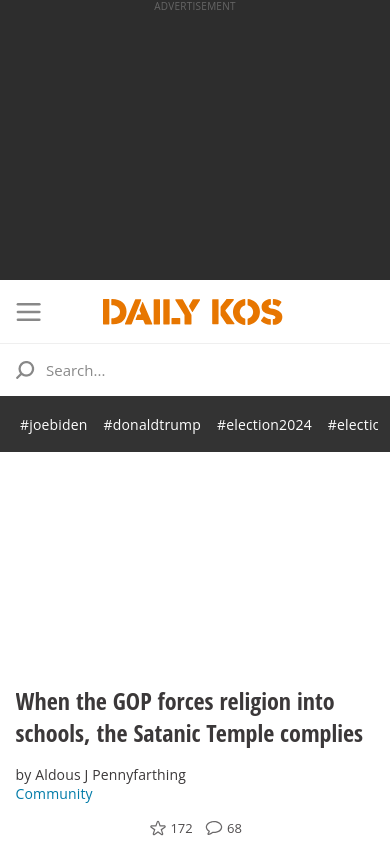 ADVERTISEMENT
DAILY KOS
Search...
#joebiden #donaldtrump #election2024 #electic
When the GOP forces religion into
schools, the Satanic Temple complies
by Aldous J Pennyfarthing
Community
172 68